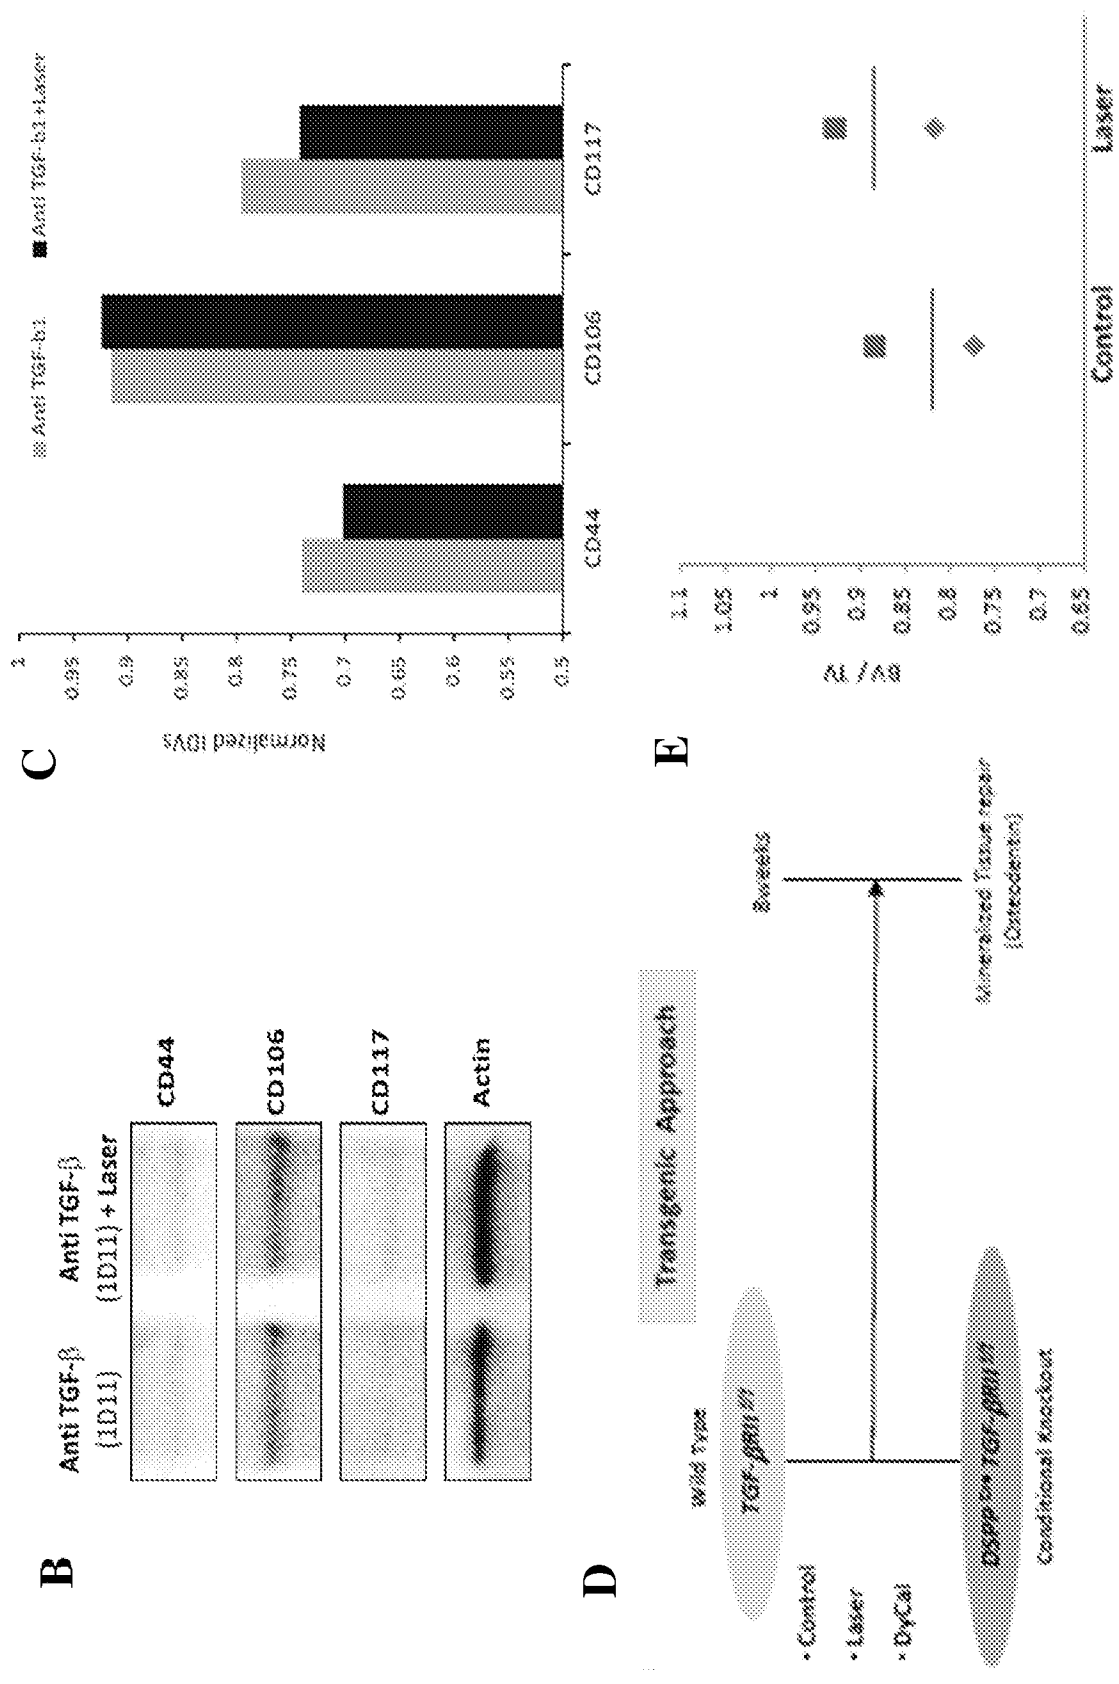 B
Anti TGF-β
(1D11)
Anti TGF-β
(1D11) + Laser
CD44
CD106
CD117
Actin
C
Anti TGF-b1
Anti TGF-b1+Laser
Normalized IDVs
1
0.95
0.9
0.85
0.8
0.75
0.7
0.65
0.6
0.55
0.5
CD44
CD106
CD117
D
Transgenic Approach
Wild Type
TGF-βRII f/f
8weeks
• Control
• Laser
• DyCal
DSPP Cre TGF-βRII f/f
Conditional Knockout
Mineralized Tissue repair
(Osteodentin)
E
BV / TV
1.1
1.05
1
0.95
0.9
0.85
0.8
0.75
0.7
0.65
Control
Laser